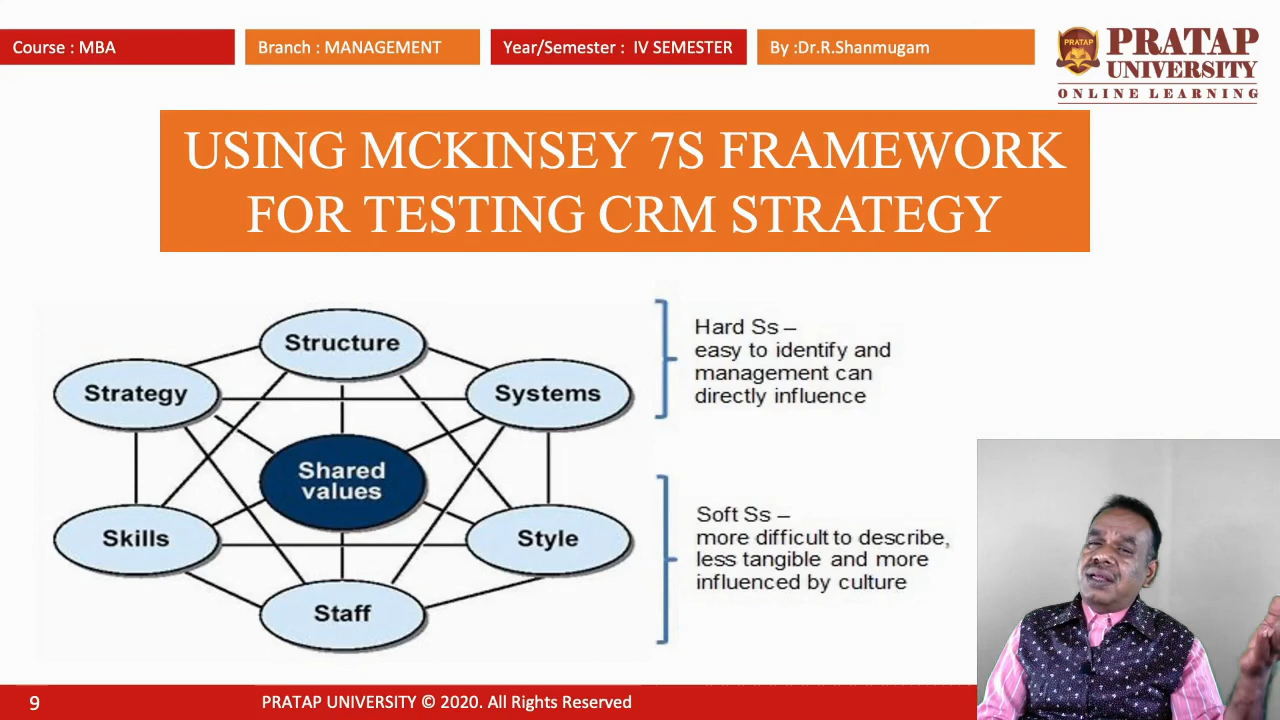 Course : MBA
Branch : MANAGEMENT
Year/Semester : IV SEMESTER
By :Dr.R.Shanmugam
PRATAP
PRATAP
UNIVERSITY
ONLINE LEARNING
USING MCKINSEY 7S FRAMEWORK
FOR TESTING CRM STRATEGY
Structure
Strategy
Systems
Shared
values
Skills
Style
Staff
Hard Ss –
easy to identify and
management can
directly influence
Soft Ss –
more difficult to describe,
less tangible and more
influenced by culture
9
PRATAP UNIVERSITY © 2020. All Rights Reserved